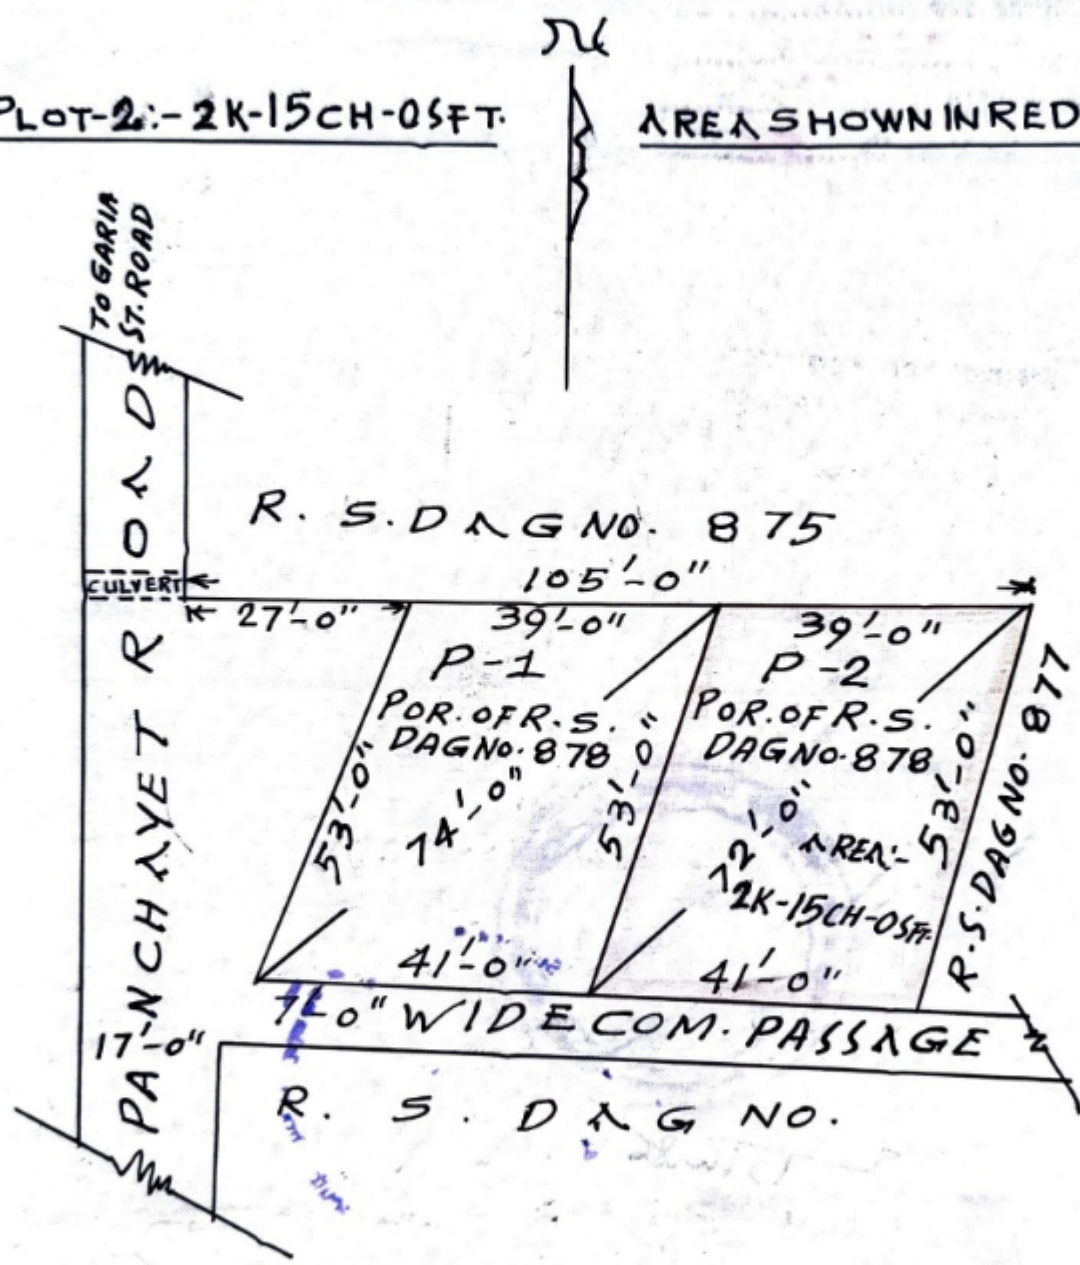 N
PLOT-2:- 2K-15CH-0SFT.
AREA SHOWN IN RED
TO GARIA
ST. ROAD
R. S. DAG NO. 875
105'-0"
CULVERT
27'-0"
39'-0"
39'-0"
P-1
P-2
POR. OF R.S.
DAG NO. 878
POR. OF R.S.
DAG NO. 878
53'-0"
74'-0"
53'-0"
72'-0"
53'-0"
AREA:-
2K-15CH-0SFT.
R.S. DAG NO. 877
41'-0"
41'-0"
PANCHAYET ROAD
17'-0"
7'-0" WIDE COM. PASSAGE
R. S. DAG NO.